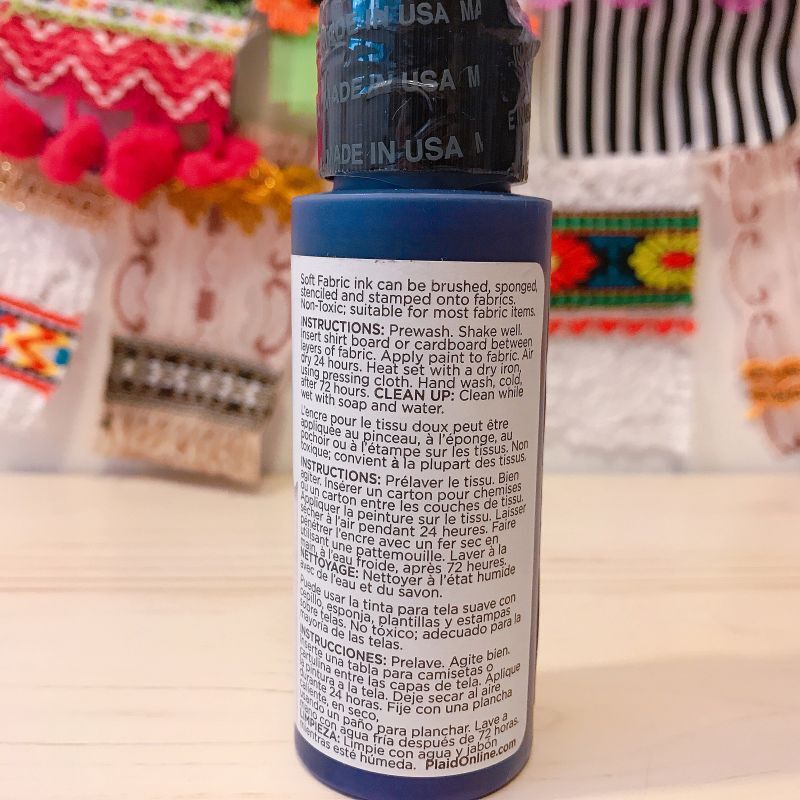 MADE IN USA MA
MADE IN USA M
MADE IN USA M
Soft Fabric ink can be brushed, sponged,
stenciled and stamped onto fabrics.
Non-Toxic; suitable for most fabric items.
INSTRUCTIONS: Prewash. Shake well.
Insert shirt board or cardboard between
layers of fabric. Apply paint to fabric. Air
dry 24 hours. Heat set with a dry iron,
using pressing cloth. Hand wash, cold,
after 72 hours. CLEAN UP: Clean while
wet with soap and water.
L'encre pour le tissu doux peut être
appliquée au pinceau, à l'éponge, au
pochoir ou à l'étampe sur les tissus. Non
toxique; convient à la plupart des tissus.
INSTRUCTIONS: Prélaver le tissu. Bien
agiter. Insérer un carton pour chemises
ou un carton entre les couches de tissu.
Appliquer la peinture sur le tissu. Laisser
sécher à l'air pendant 24 heures. Faire
pénétrer l'encre avec un fer sec en
utilisant une pattemouille. Laver à la
main, à l'eau froide, après 72 heures.
NETTOYAGE: Nettoyer à l'état humide
avec de l'eau et du savon.
Puede usar la tinta para tela suave con
cepillo, esponja, plantillas y estampas
sobre telas. No tóxico; adecuado para la
mayoría de las telas.
INSTRUCCIONES: Prelave. Agite bien.
Inserte una tabla para camisetas o
cartulina entre las capas de tela. Aplique
la pintura a la tela. Deje secar al aire
durante 24 horas. Fije con una plancha
caliente, en seco,
usando un paño para planchar. Lave a
mano con agua fría después de 72 horas.
LIMPIEZA: Limpie con agua y jabón
mientras esté húmeda. PlaidOnline.com